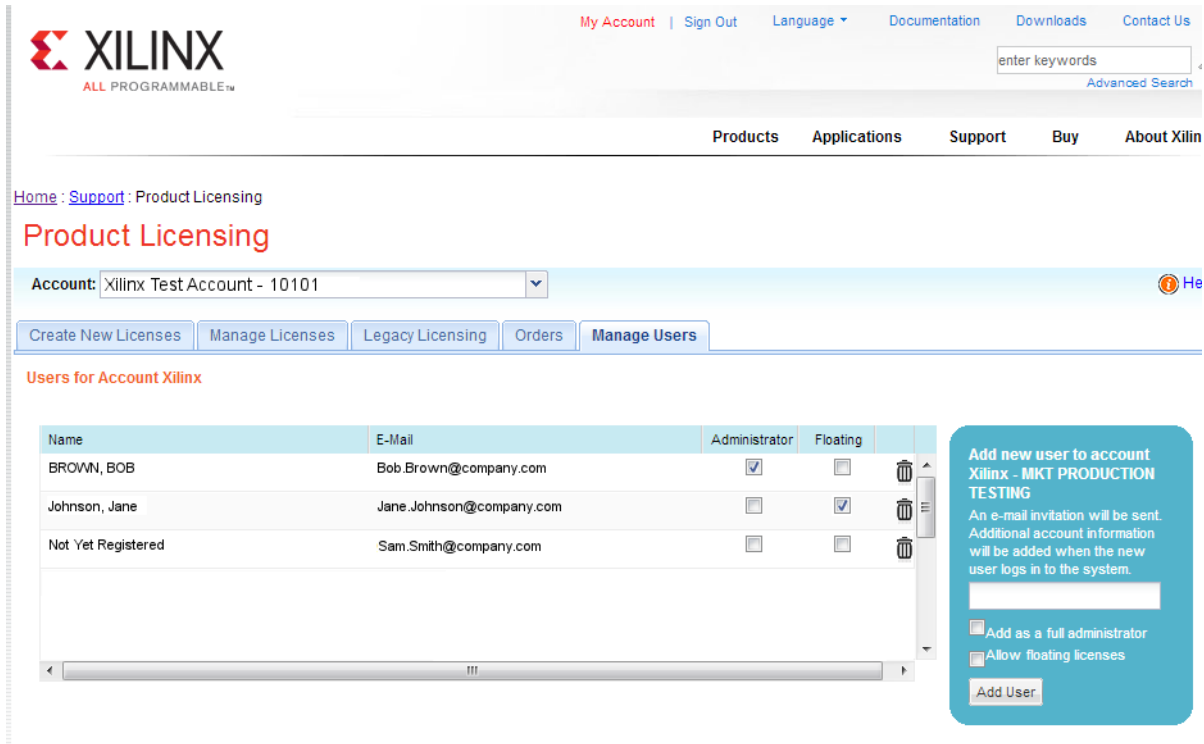 My Account | Sign Out Language Documentation Downloads Contact Us
XILINX
ALL PROGRAMMABLE™
enter keywords
Advanced Search
Products Applications Support Buy About Xilin
Home : Support : Product Licensing
Product Licensing
Account: Xilinx Test Account - 10101
He
Create New Licenses Manage Licenses Legacy Licensing Orders Manage Users
Users for Account Xilinx
Name E-Mail Administrator Floating
BROWN, BOB Bob.Brown@company.com
Johnson, Jane Jane.Johnson@company.com
Not Yet Registered Sam.Smith@company.com
Add new user to account
Xilinx - MKT PRODUCTION
TESTING
An e-mail invitation will be sent.
Additional account information
will be added when the new
user logs in to the system.
Add as a full administrator
Allow floating licenses
Add User